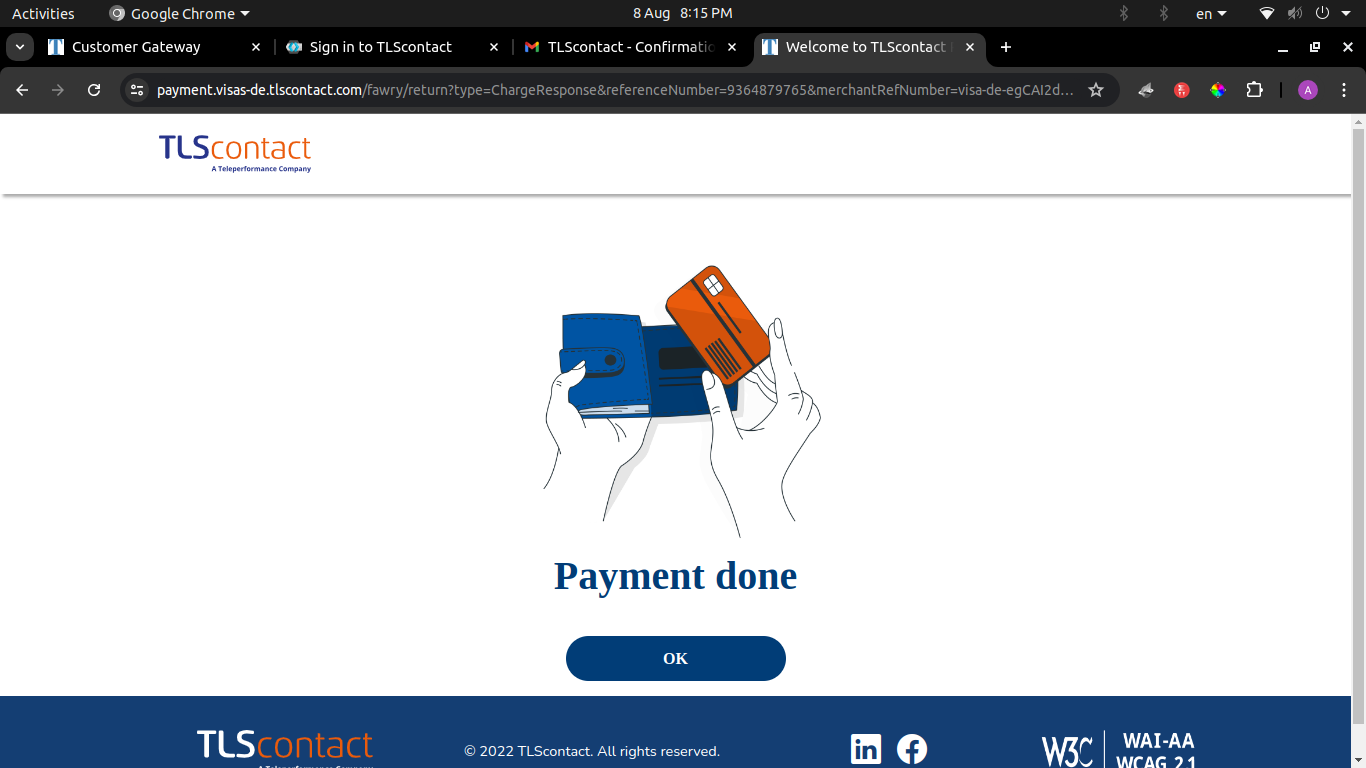 Activities Google Chrome 8 Aug 8:15 PM en
Customer Gateway Sign in to TLScontact TLScontact - Confirmatio Welcome to TLScontact
payment.visas-de.tlscontact.com/fawry/return?type=ChargeResponse&referenceNumber=9364879765&merchantRefNumber=visa-de-egCAI2d... A
TLScontact
A Teleperformance Company
Payment done
OK
TLScontact
A Teleperformance Company
© 2022 TLScontact. All rights reserved.
W3C WAI-AA
WCAG 2.1